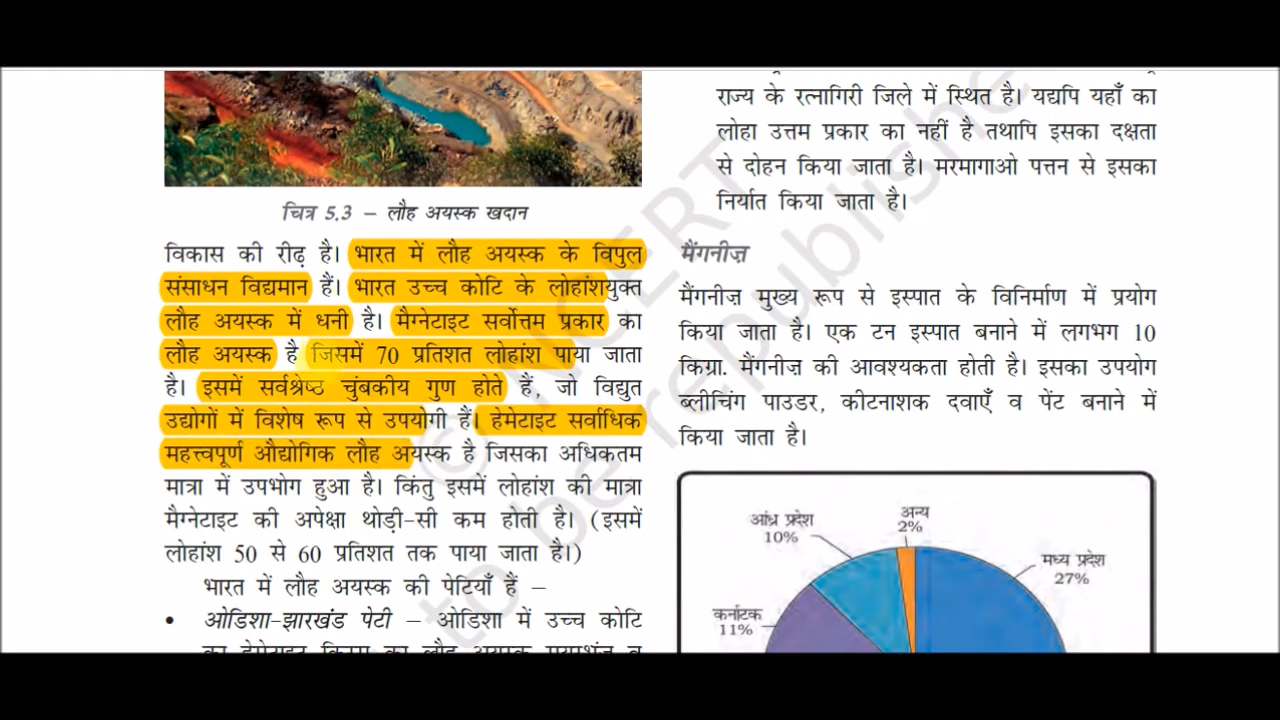 चित्र 5.3 – लौह अयस्क खदान
विकास की रीढ़ है। भारत में लौह अयस्क के विपुल
संसाधन विद्यमान हैं। भारत उच्च कोटि के लोहांशयुक्त
लौह अयस्क में धनी है। मैग्नेटाइट सर्वोत्तम प्रकार का
लौह अयस्क है जिसमें 70 प्रतिशत लोहांश पाया जाता
है। इसमें सर्वश्रेष्ठ चुंबकीय गुण होते हैं, जो विद्युत
उद्योगों में विशेष रूप से उपयोगी हैं। हेमेटाइट सर्वाधिक
महत्त्वपूर्ण औद्योगिक लौह अयस्क है जिसका अधिकतम
मात्रा में उपभोग हुआ है। किंतु इसमें लोहांश की मात्रा
मैग्नेटाइट की अपेक्षा थोड़ी-सी कम होती है। (इसमें
लोहांश 50 से 60 प्रतिशत तक पाया जाता है।)
भारत में लौह अयस्क की पेटियाँ हैं –
• ओडिशा-झारखंड पेटी – ओडिशा में उच्च कोटि
राज्य के रत्नागिरी जिले में स्थित है। यद्यपि यहाँ का
लोहा उत्तम प्रकार का नहीं है तथापि इसका दक्षता
से दोहन किया जाता है। मरमागाओ पत्तन से इसका
निर्यात किया जाता है।
मैंगनीज़
मैंगनीज़ मुख्य रूप से इस्पात के विनिर्माण में प्रयोग
किया जाता है। एक टन इस्पात बनाने में लगभग 10
किग्रा. मैंगनीज़ की आवश्यकता होती है। इसका उपयोग
ब्लीचिंग पाउडर, कीटनाशक दवाएँ व पेंट बनाने में
किया जाता है।
अन्य
2%
आंध्र प्रदेश
10%
मध्य प्रदेश
27%
कर्नाटक
11%
© NCERT
to be republishe